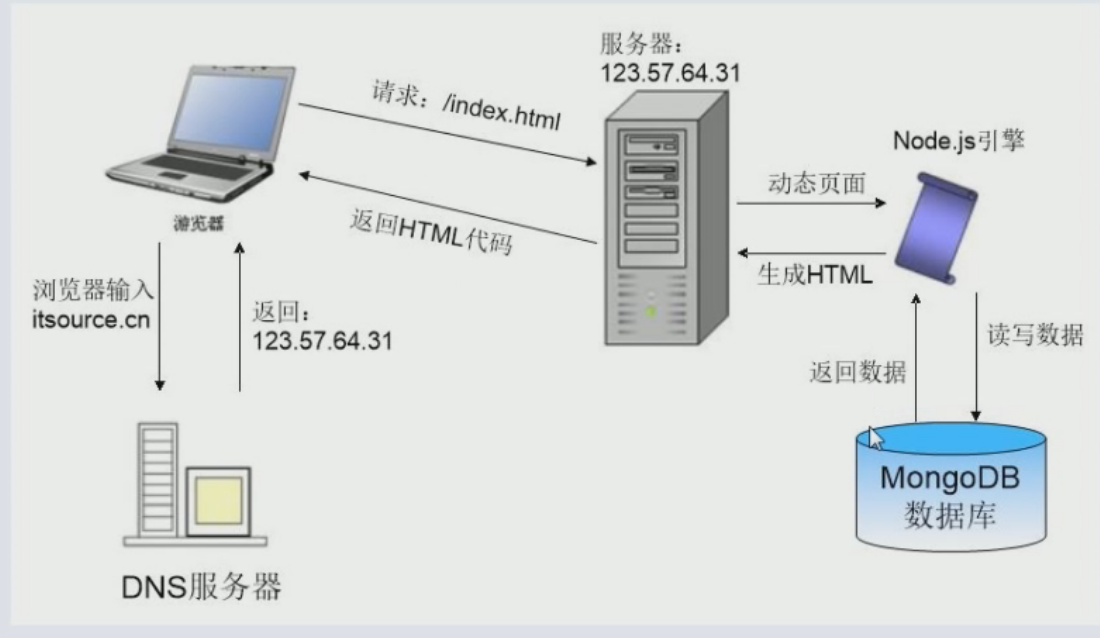 服务器:
123.57.64.31
请求: /index.html
Node.js引擎
动态页面
游览器
返回HTML代码
生成HTML
浏览器输入
itsource.cn
返回:
123.57.64.31
读写数据
返回数据
MongoDB
数据库
DNS服务器